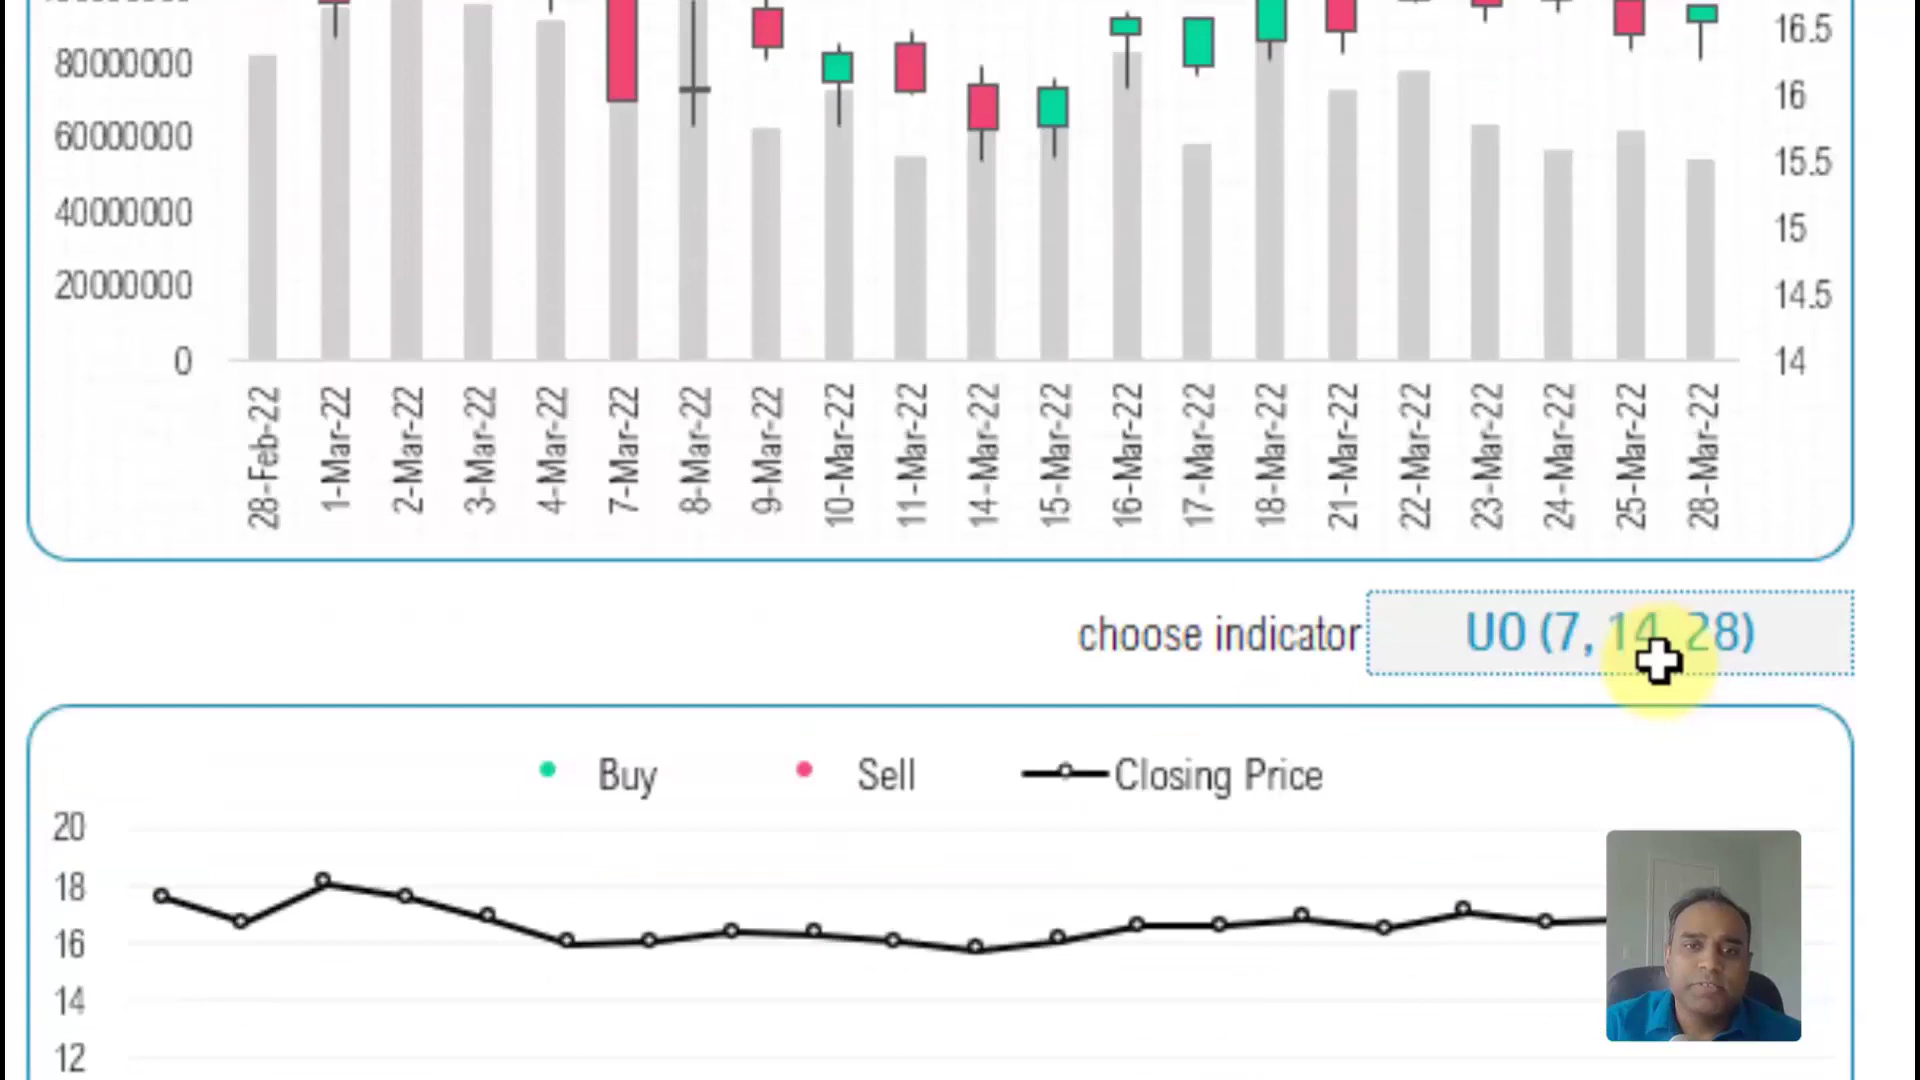 16.5
80000000
16
60000000
15.5
40000000
15
20000000
14.5
0
14
28-Feb-22
1-Mar-22
2-Mar-22
3-Mar-22
4-Mar-22
7-Mar-22
8-Mar-22
9-Mar-22
10-Mar-22
11-Mar-22
14-Mar-22
15-Mar-22
16-Mar-22
17-Mar-22
18-Mar-22
21-Mar-22
22-Mar-22
23-Mar-22
24-Mar-22
25-Mar-22
28-Mar-22
choose indicator UO (7, 14, 28)
Buy Sell Closing Price
20
18
16
14
12